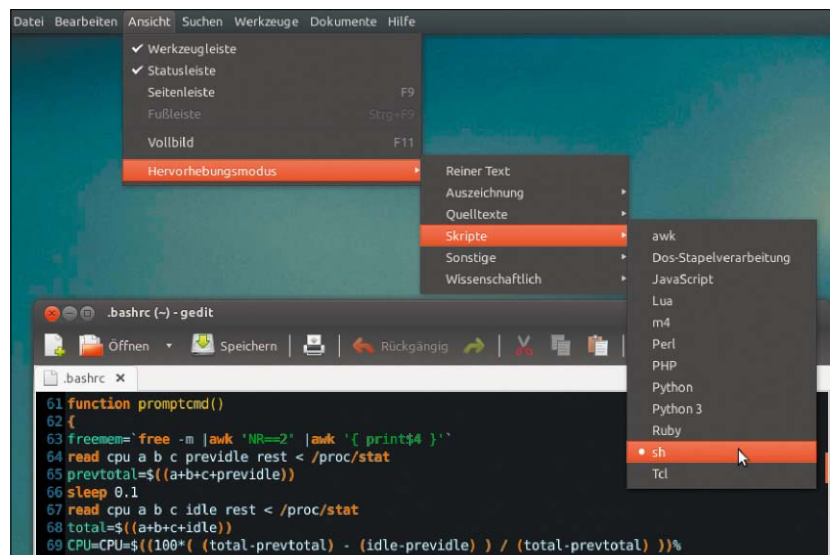 Datei Bearbeiten Ansicht Suchen Werkzeuge Dokumente Hilfe
✓ Werkzeugleiste
✓ Statusleiste
Seitenleiste F9
Fußleiste Strg+F9
Vollbild F11
Hervorhebungsmodus
Reiner Text
Auszeichnung
Quelltexte
Skripte
Sonstige
Wissenschaftlich
awk
Dos-Stapelverarbeitung
JavaScript
Lua
m4
Perl
PHP
Python
Python 3
Ruby
sh
Tcl
.bashrc (~) - gedit
Öffnen Speichern Rückgängig
.bashrc ×
61 function promptcmd()
62 {
63 freemem=`free -m |awk 'NR==2' |awk '{ print$4 }'`
64 read cpu a b c previdle rest < /proc/stat
65 prevtotal=$((a+b+c+previdle))
66 sleep 0.1
67 read cpu a b c idle rest < /proc/stat
68 total=$((a+b+c+idle))
69 CPU=CPU=$((100*( (total-prevtotal) - (idle-previdle) ) / (total-prevtotal) ))%